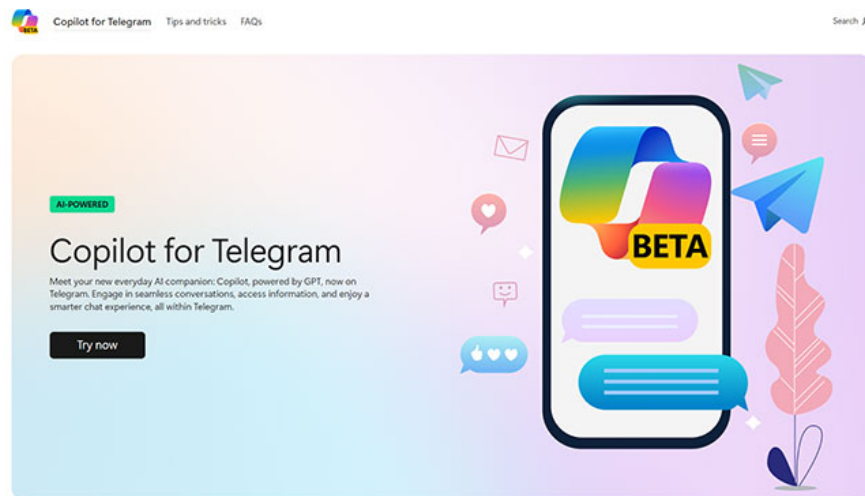 BETA
Copilot for Telegram
Tips and tricks
FAQs
Search
AI-POWERED
Copilot for Telegram
Meet your new everyday AI companion: Copilot, powered by GPT, now on
Telegram. Engage in seamless conversations, access information, and enjoy a
smarter chat experience, all within Telegram.
Try now
BETA